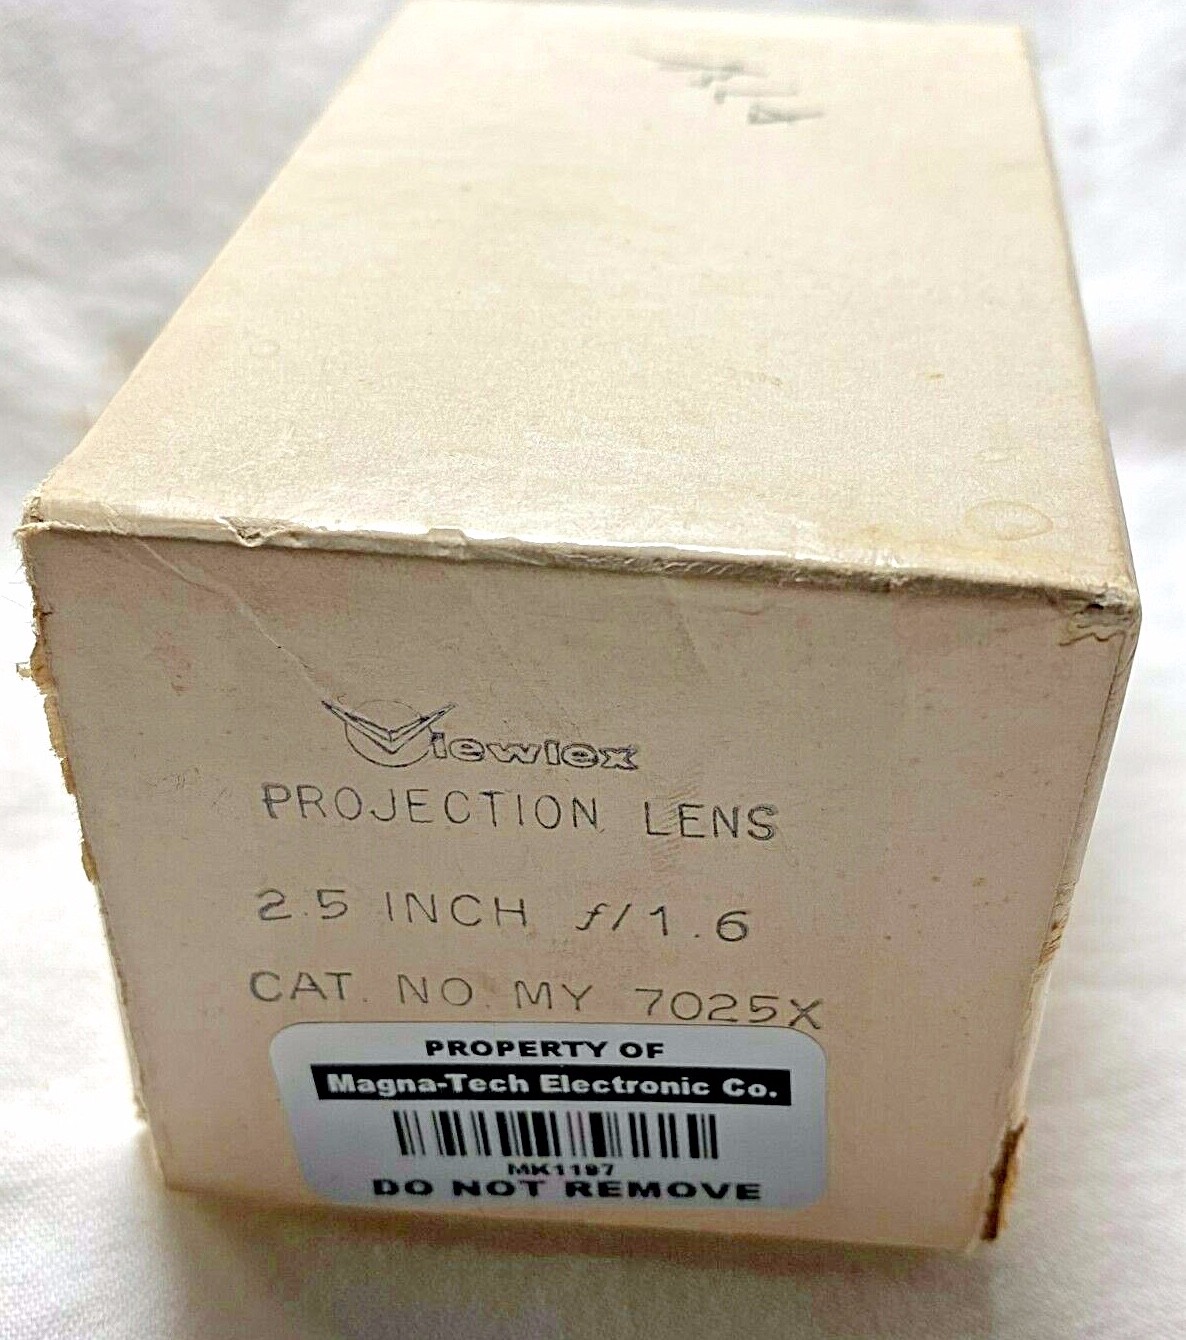 Viewlex
PROJECTION LENS
2.5 INCH f/1.6
CAT. NO. MY 7025X
PROPERTY OF
Magna-Tech Electronic Co.
MK1197
DO NOT REMOVE